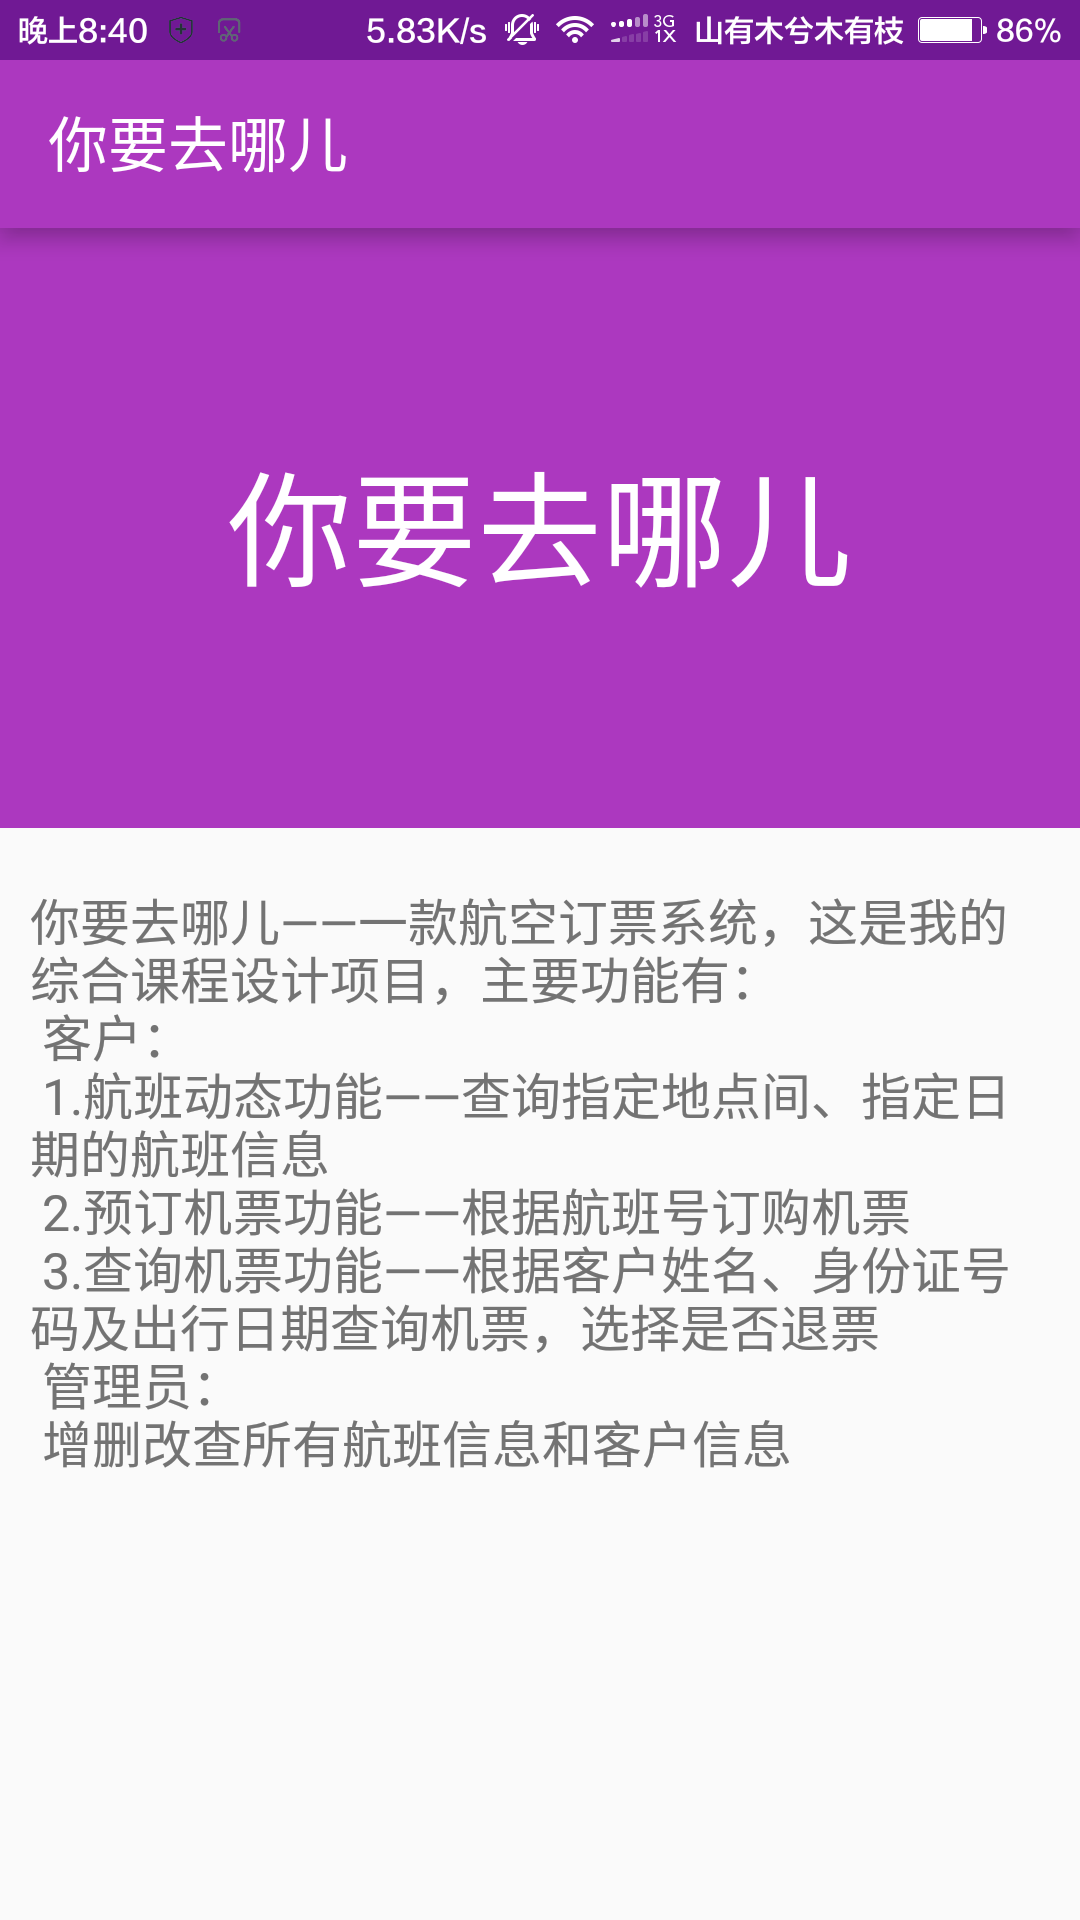 晚上8:40 5.83K/s 3G 1X 山有木兮木有枝 86%
你要去哪儿
你要去哪儿
你要去哪儿——一款航空订票系统，这是我的
综合课程设计项目，主要功能有：
客户：
1.航班动态功能——查询指定地点间、指定日
期的航班信息
2.预订机票功能——根据航班号订购机票
3.查询机票功能——根据客户姓名、身份证号
码及出行日期查询机票，选择是否退票
管理员：
增删改查所有航班信息和客户信息